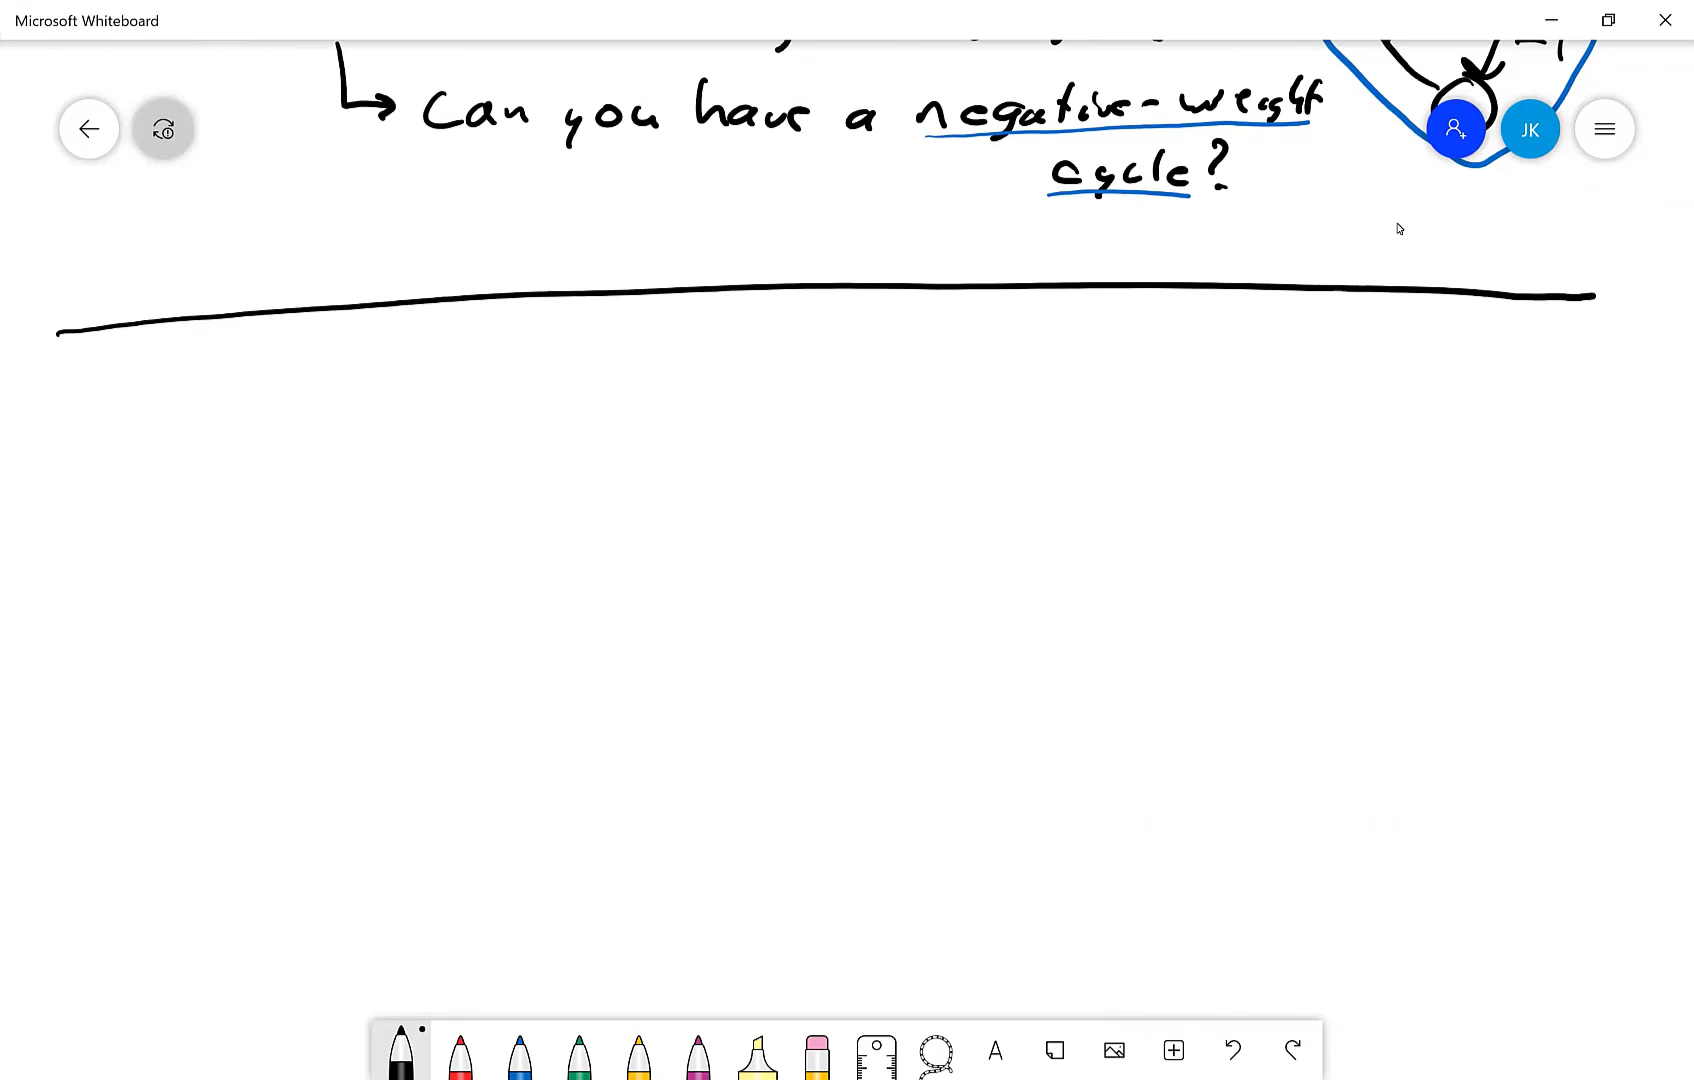 Microsoft Whiteboard
Can you have a negative-weight
cycle?
JK
A